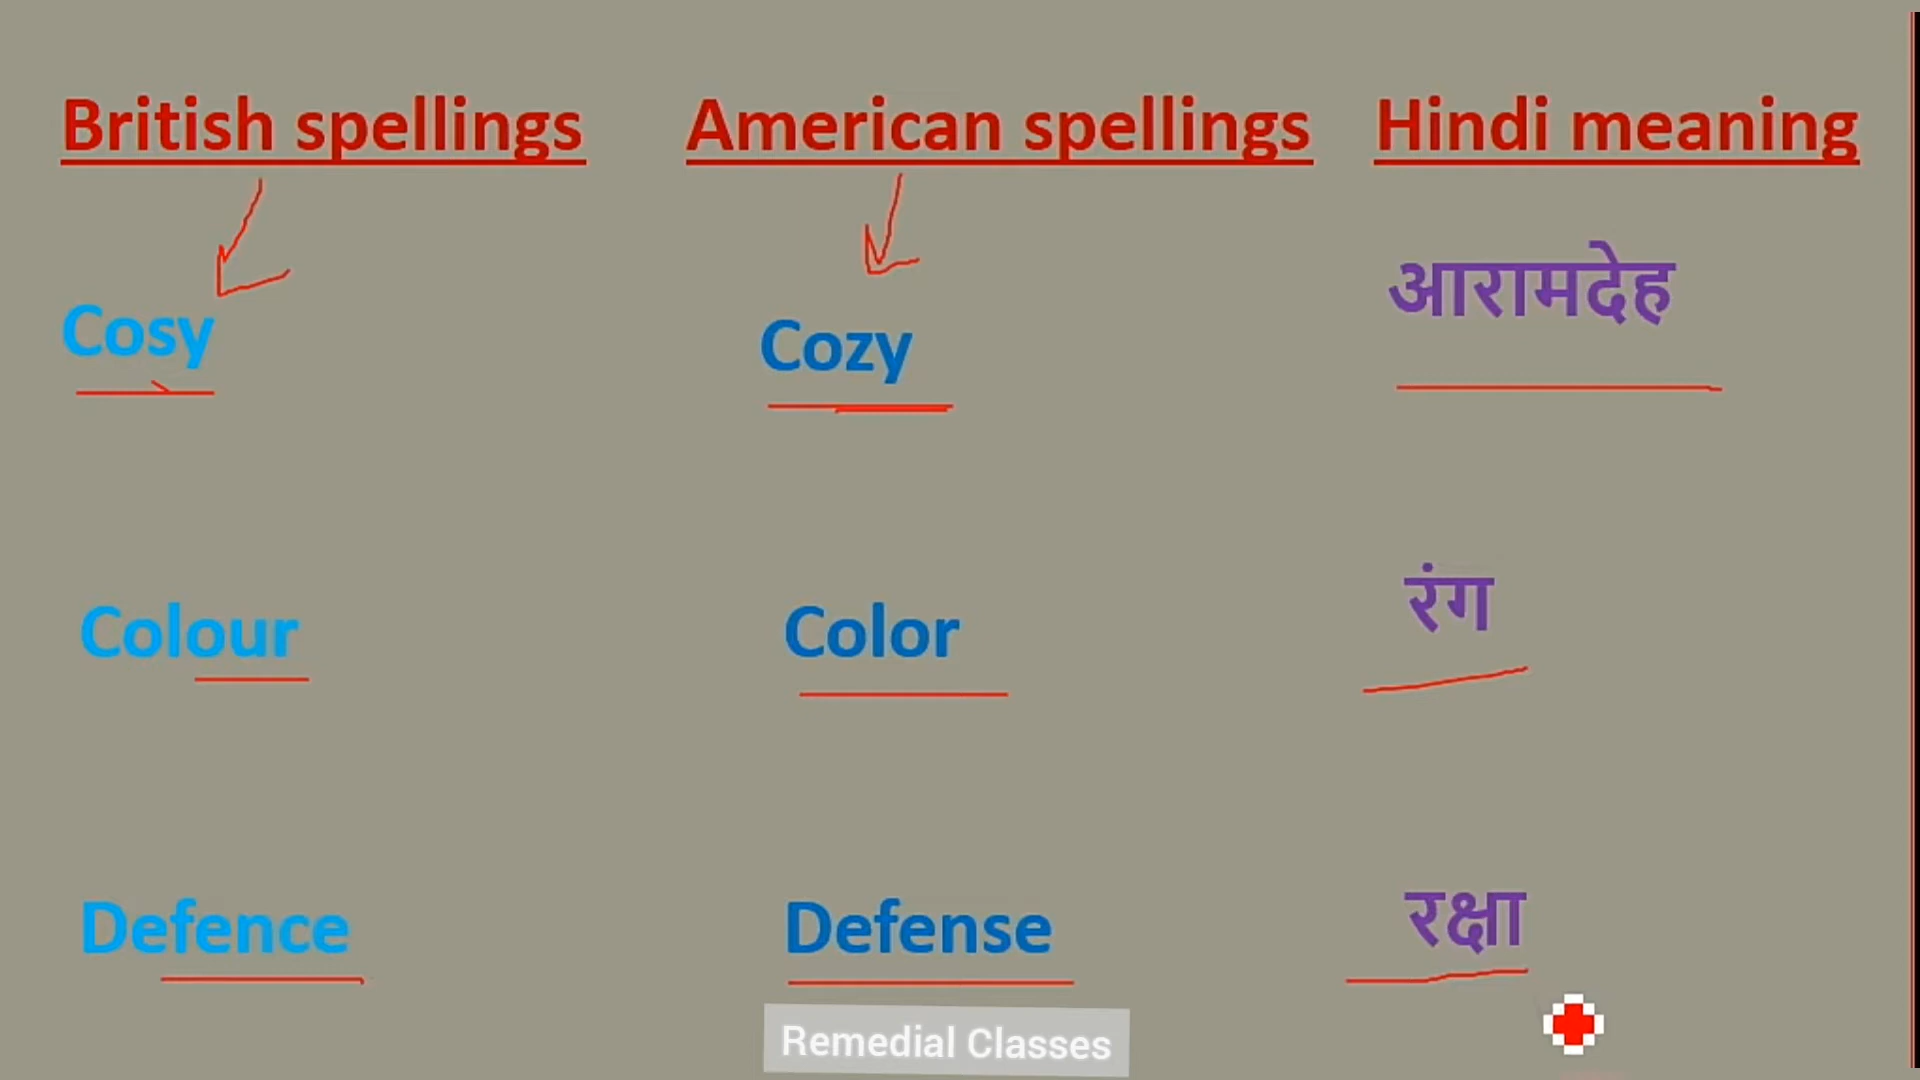 British spellings American spellings Hindi meaning
Cosy Cozy आरामदेह
Colour Color रंग
Defence Defense रक्षा
Remedial Classes